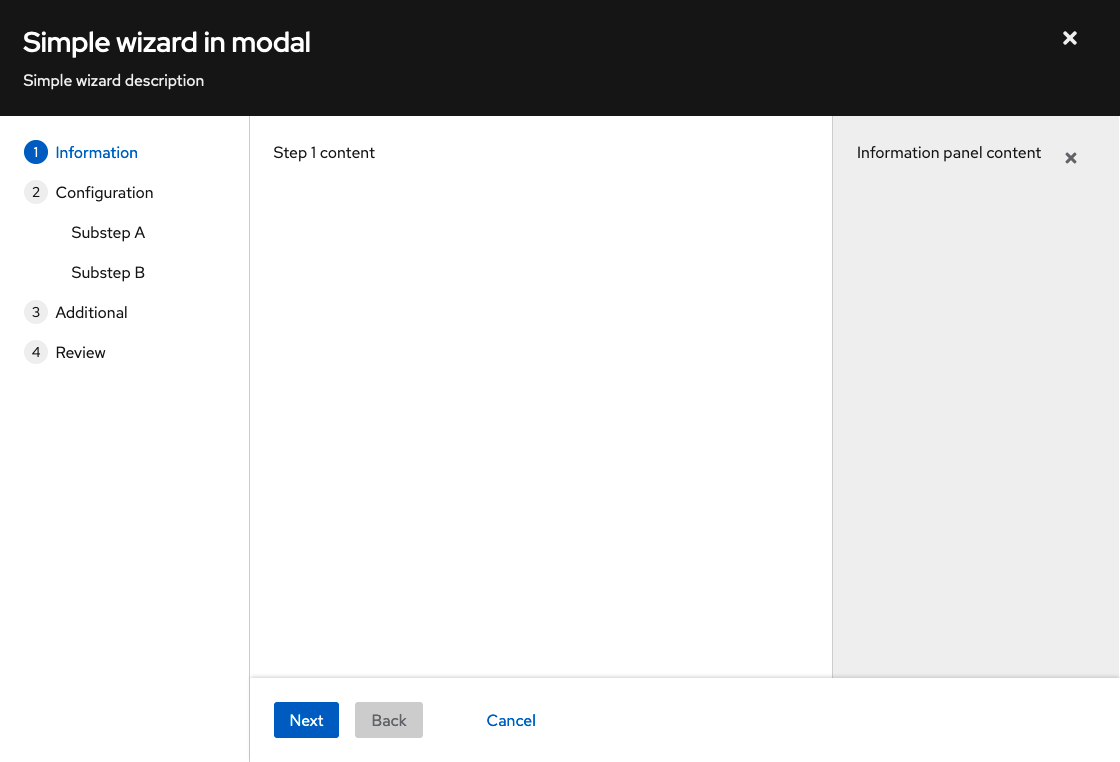 Simple wizard in modal
Simple wizard description
1 Information
2 Configuration
Substep A
Substep B
3 Additional
4 Review
Step 1 content
Information panel content
Next
Back
Cancel